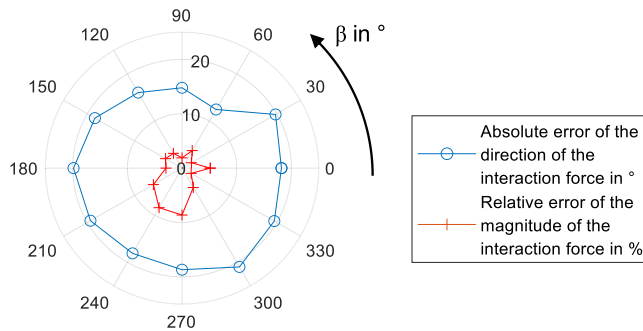 90
120
60
β in °
20
150
30
10
180
0
0
210
330
240
300
270
Absolute error of the
direction of the
interaction force in °
Relative error of the
magnitude of the
interaction force in %